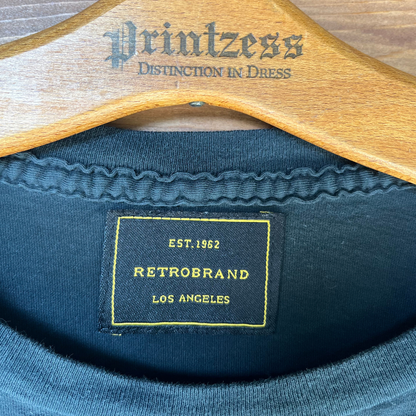 Printzess
DISTINCTION IN DRESS
EST. 1962
RETROBRAND
LOS ANGELES